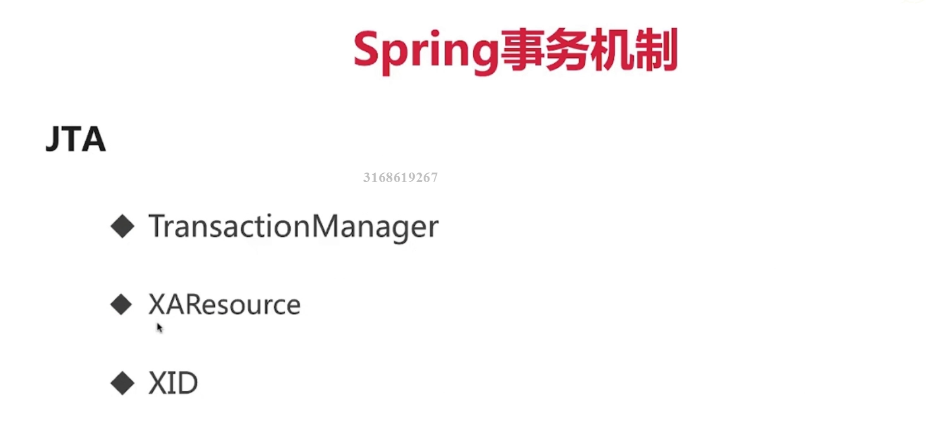 Spring事务机制
JTA
3168619267
TransactionManager
XAResource
XID